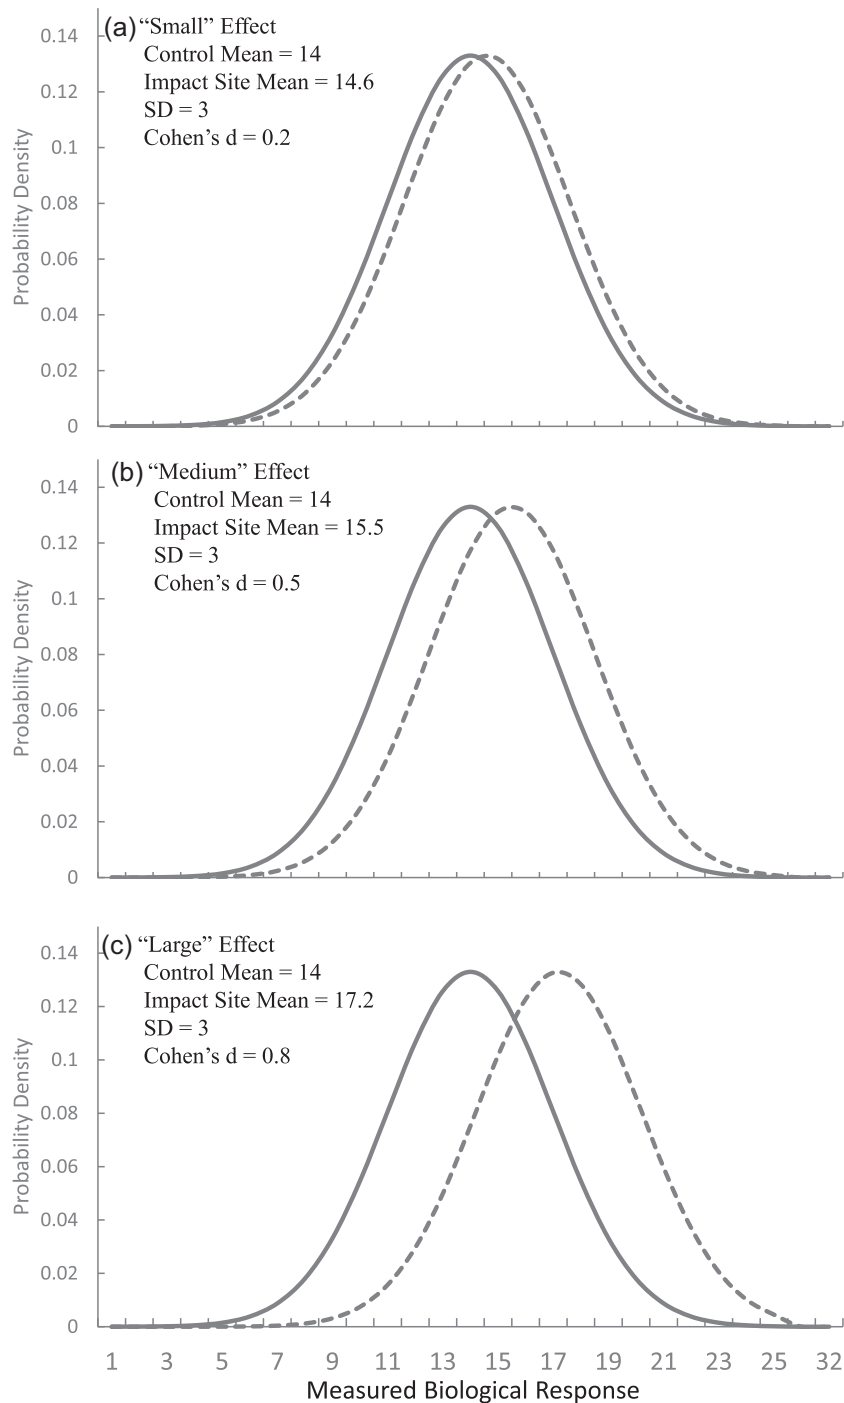 (a) “Small” Effect
Control Mean = 14
Impact Site Mean = 14.6
SD = 3
Cohen’s d = 0.2
Probability Density
0.14
0.12
0.1
0.08
0.06
0.04
0.02
0
(b) “Medium” Effect
Control Mean = 14
Impact Site Mean = 15.5
SD = 3
Cohen’s d = 0.5
Probability Density
0.14
0.12
0.1
0.08
0.06
0.04
0.02
0
(c) “Large” Effect
Control Mean = 14
Impact Site Mean = 17.2
SD = 3
Cohen’s d = 0.8
Probability Density
0.14
0.12
0.1
0.08
0.06
0.04
0.02
0
1 3 5 7 9 11 13 15 17 19 21 23 25 32
Measured Biological Response